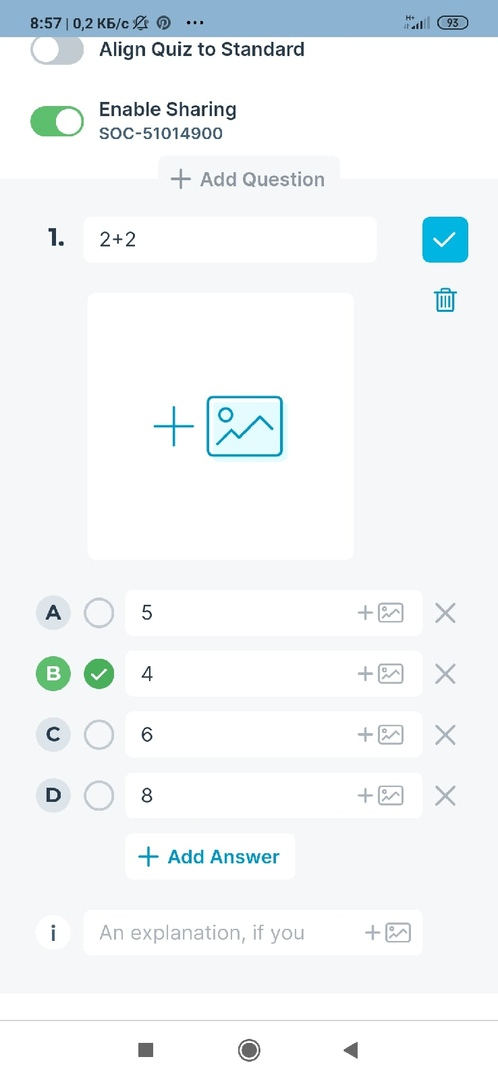 8:57 | 0,2 КБ/с ...
H+
93
Align Quiz to Standard
Enable Sharing
SOC-51014900
+ Add Question
1. 2+2
A 5
B 4
C 6
D 8
+ Add Answer
i An explanation, if you